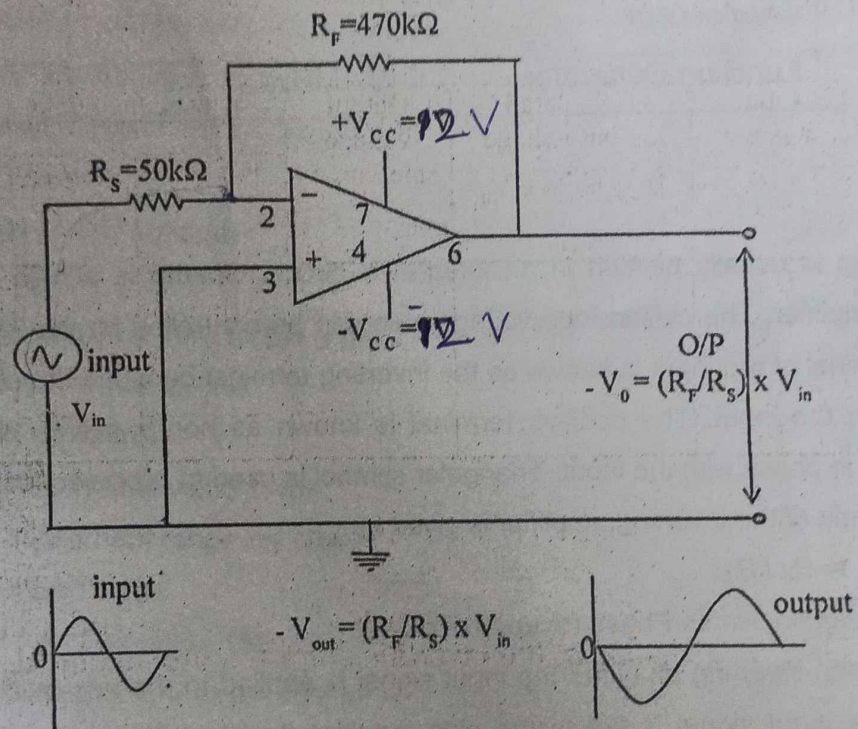 R_F=470kΩ
+V_CC=12 V
R_S=50kΩ
2
−
7
+
4
6
3
-V_CC=-12 V
input
V_in
O/P
- V_0 = (R_F/R_S) x V_in
input
output
0
- V_out = (R_F/R_S) x V_in
0